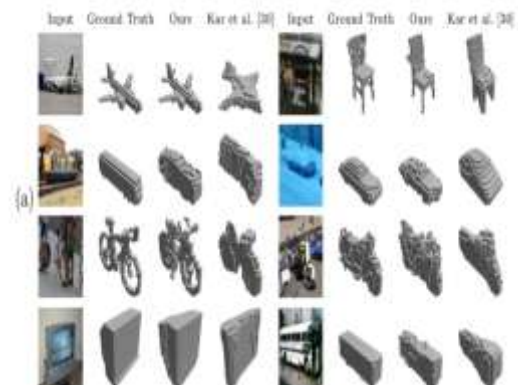 Input Ground Truth Ours Kar et al. [30] Input Ground Truth Ours Kar et al. [30]
(a)